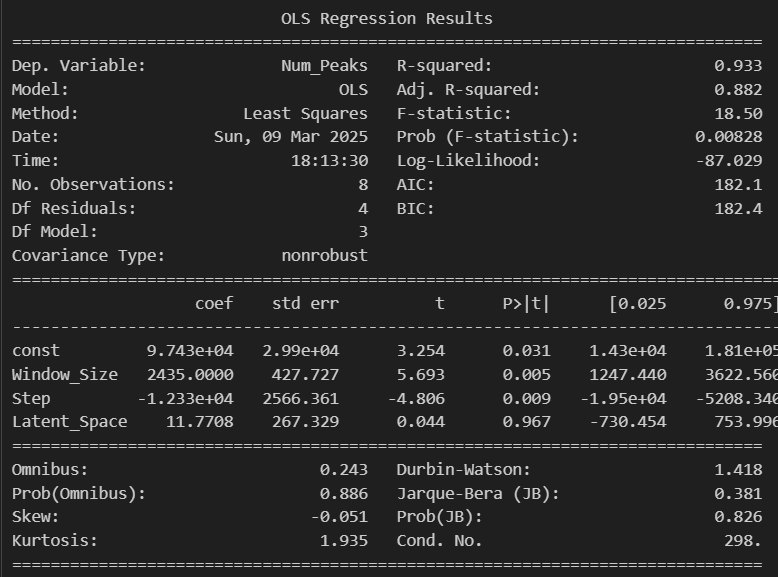 OLS Regression Results
==============================================================================
Dep. Variable: Num_Peaks R-squared: 0.933
Model: OLS Adj. R-squared: 0.882
Method: Least Squares F-statistic: 18.50
Date: Sun, 09 Mar 2025 Prob (F-statistic): 0.00828
Time: 18:13:30 Log-Likelihood: -87.029
No. Observations: 8 AIC: 182.1
Df Residuals: 4 BIC: 182.4
Df Model: 3
Covariance Type: nonrobust
==============================================================================
coef std err t P>|t| [0.025 0.975]
------------------------------------------------------------------------------
const 9.743e+04 2.99e+04 3.254 0.031 1.43e+04 1.81e+05
Window_Size 2435.0000 427.727 5.693 0.005 1247.440 3622.560
Step -1.233e+04 2566.361 -4.806 0.009 -1.95e+04 -5208.340
Latent_Space 11.7708 267.329 0.044 0.967 -730.454 753.996
==============================================================================
Omnibus: 0.243 Durbin-Watson: 1.418
Prob(Omnibus): 0.886 Jarque-Bera (JB): 0.381
Skew: -0.051 Prob(JB): 0.826
Kurtosis: 1.935 Cond. No. 298.
==============================================================================